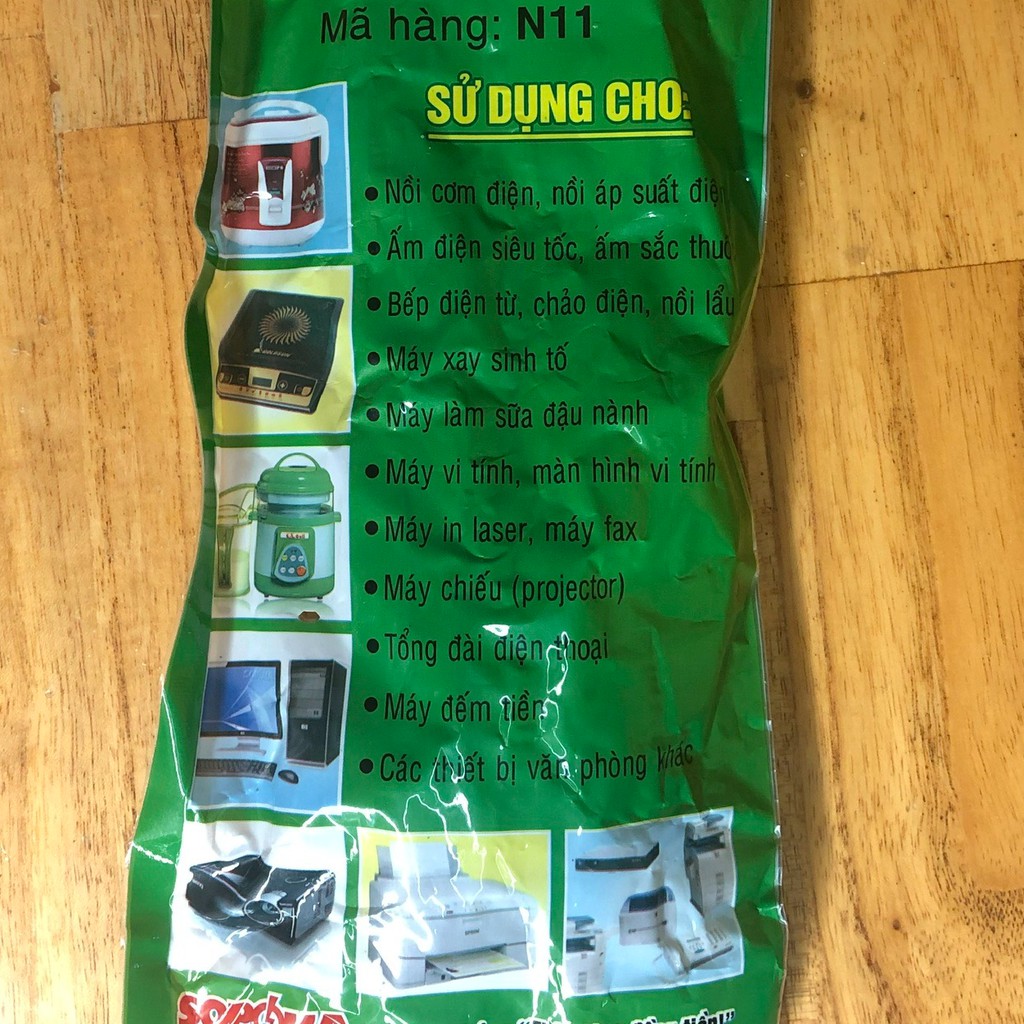 Mã hàng: N11
SỬ DỤNG CHO:
• Nồi cơm điện, nồi áp suất điện
• Ấm điện siêu tốc, ấm sắc thuố
• Bếp điện từ, chảo điện, nồi lẩu
• Máy xay sinh tố
• Máy làm sữa đậu nành
• Máy vi tính, màn hình vi tính
• Máy in laser, máy fax
• Máy chiếu (projector)
• Tổng đài điện thoại
• Máy đếm tiền
• Các thiết bị văn phòng khác